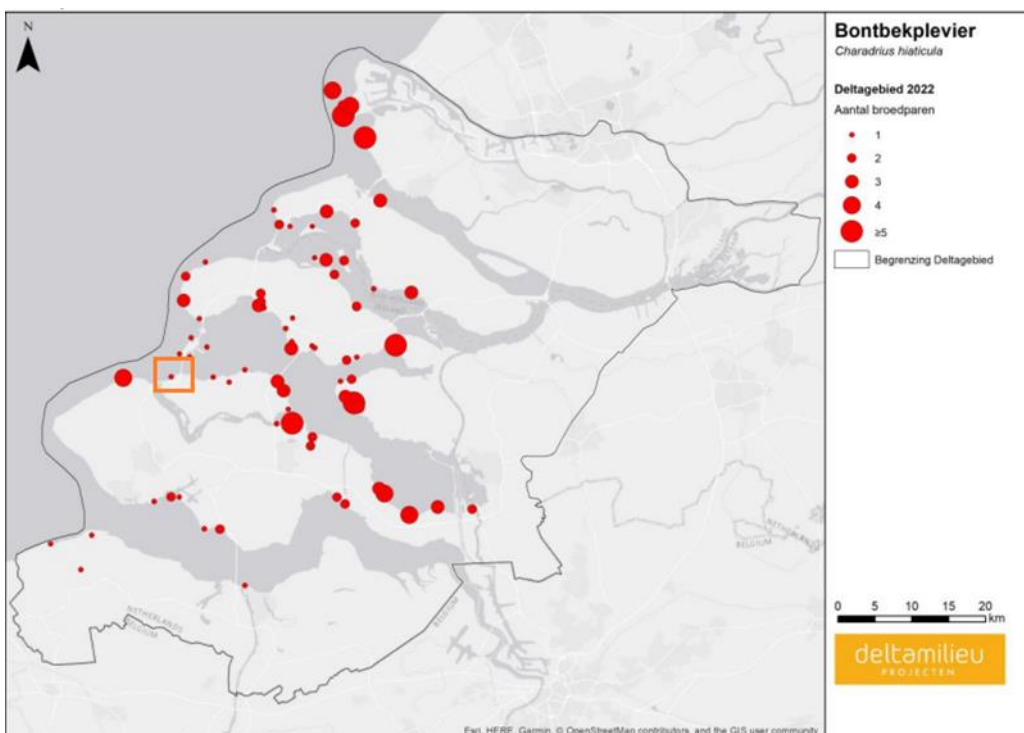 N
Bontbekplevier
Charadrius hiaticula
Deltagebied 2022
Aantal broedparen
1
2
3
4
≥5
Begrenzing Deltagebied
NETHERLANDS
BELGIUM
NETHERLANDS
BELGIUM
BELGIUM
0 5 10 15 20
km
deltamilieu
PROJECTEN
Esri, HERE, Garmin, © OpenStreetMap contributors, and the GIS user community